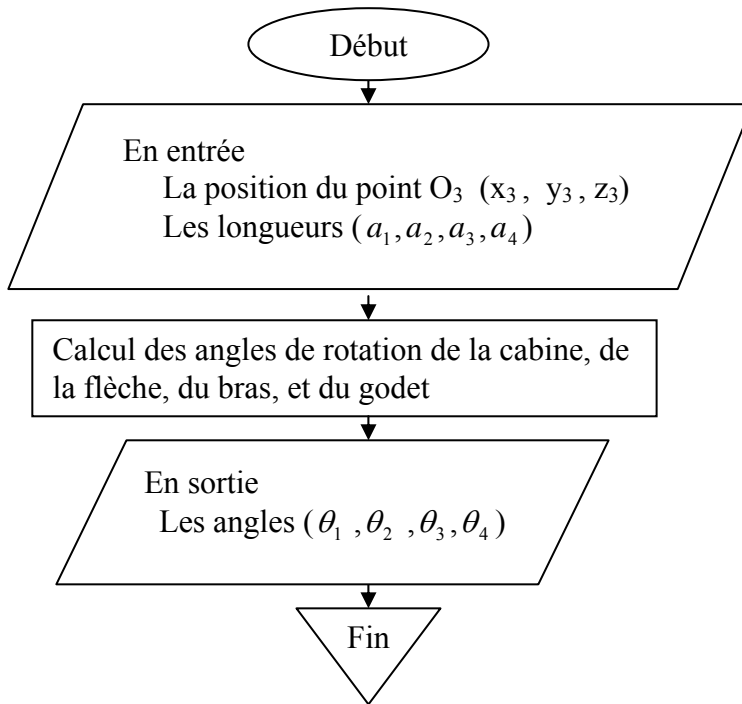 Début
En entrée
La position du point O₃ (x₃ , y₃ , z₃)
Les longueurs (a₁,a₂,a₃,a₄)
Calcul des angles de rotation de la cabine, de
la flèche, du bras, et du godet
En sortie
Les angles (θ₁ ,θ₂ ,θ₃,θ₄)
Fin